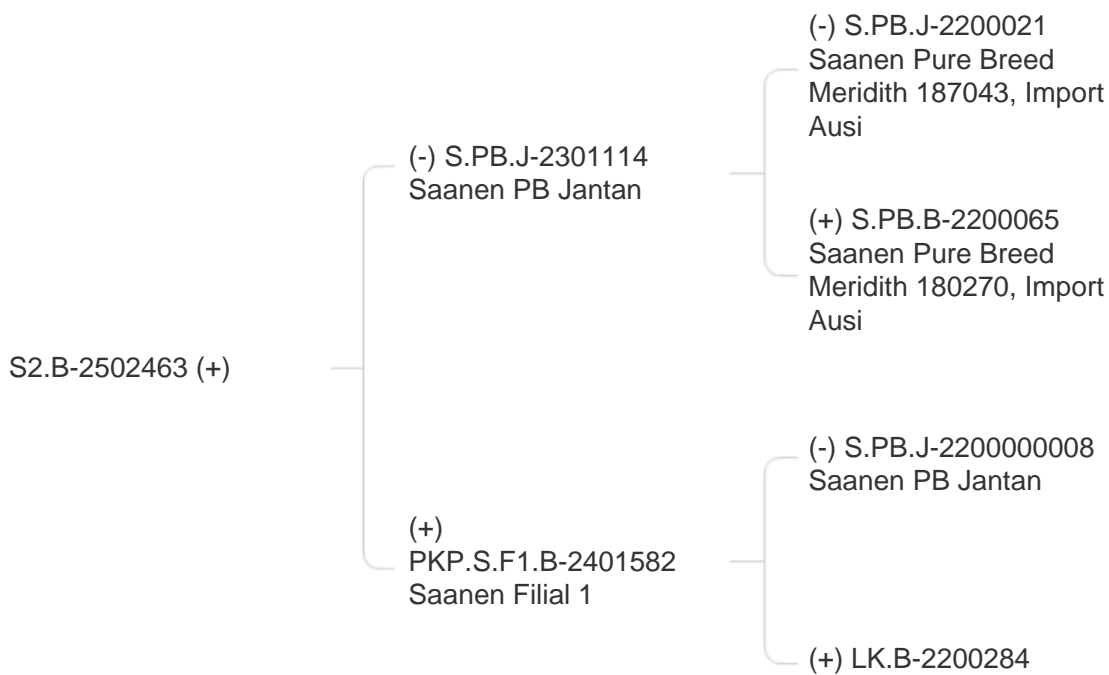 (-) S.PB.J-2200021
Saanen Pure Breed
Meridith 187043, Import
Ausi
(-) S.PB.J-2301114
Saanen PB Jantan
(+) S.PB.B-2200065
Saanen Pure Breed
Meridith 180270, Import
Ausi
S2.B-2502463 (+)
(-) S.PB.J-2200000008
Saanen PB Jantan
(+)
PKP.S.F1.B-2401582
Saanen Filial 1
(+) LK.B-2200284